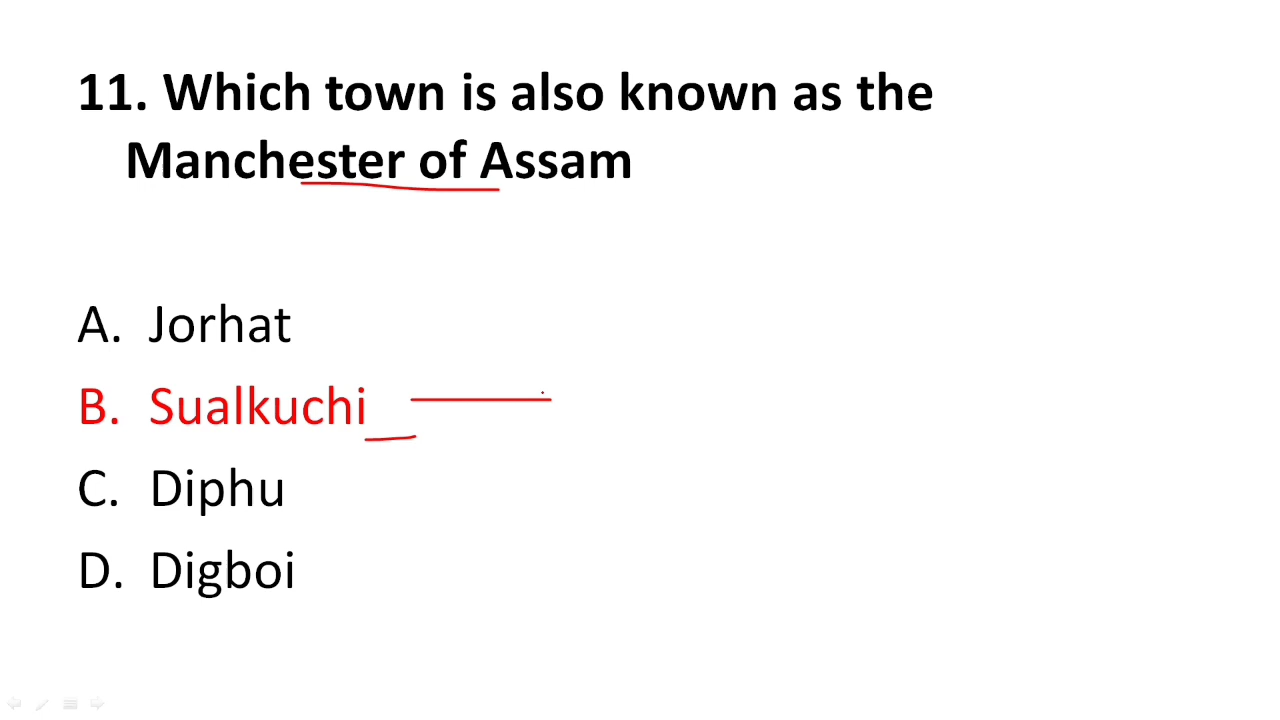 11. Which town is also known as the
Manchester of Assam
A. Jorhat
B. Sualkuchi
C. Diphu
D. Digboi